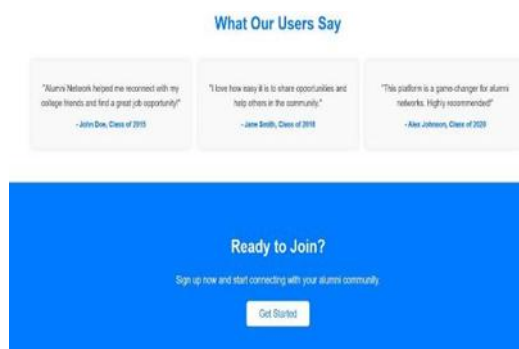 What Our Users Say
"Alumni Network helped me reconnect with my
college friends and find a great job opportunity!"
- John Doe, Class of 2015
"I love how easy it is to share opportunities and
help others in the community."
- Jane Smith, Class of 2018
"This platform is a game-changer for alumni
networks. Highly recommended!"
- Alex Johnson, Class of 2020
Ready to Join?
Sign up now and start connecting with your alumni community.
Get Started